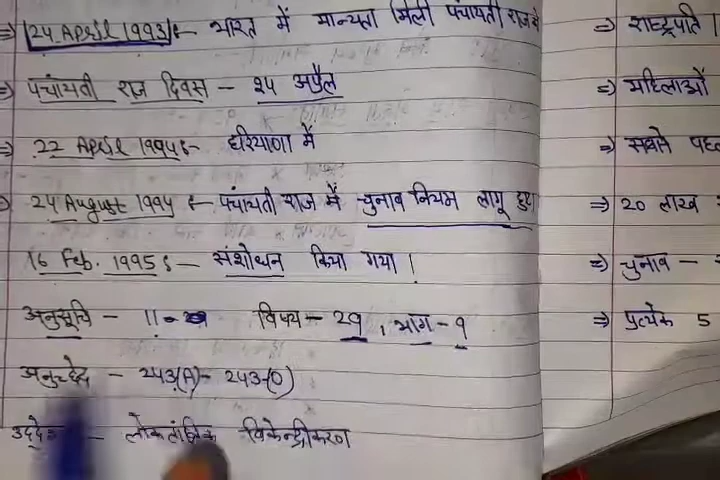 ⇒ 24 April 1993 :- भारत में मान्यता मिली पंचायती राज को
⇒ पंचायती राज दिवस - 24 अप्रैल
⇒ 22 April 1994 :- हरियाणा में
24 August 1994 :- पंचायती राज में चुनाव नियम लागू हुए
16 Feb. 1995 :- संशोधन किया गया।
अनुसूचि - 11 विषय - 29, भाग - 9
अनुच्छेद - 243(A) - 243-(O)
लोकतांत्रिक विकेन्द्रीकरण
⇒ राष्ट्रपति
⇒ महिलाओं
⇒ सबसे पहल
⇒ 20 लाख
⇒ चुनाव -
⇒ प्रत्येक 5